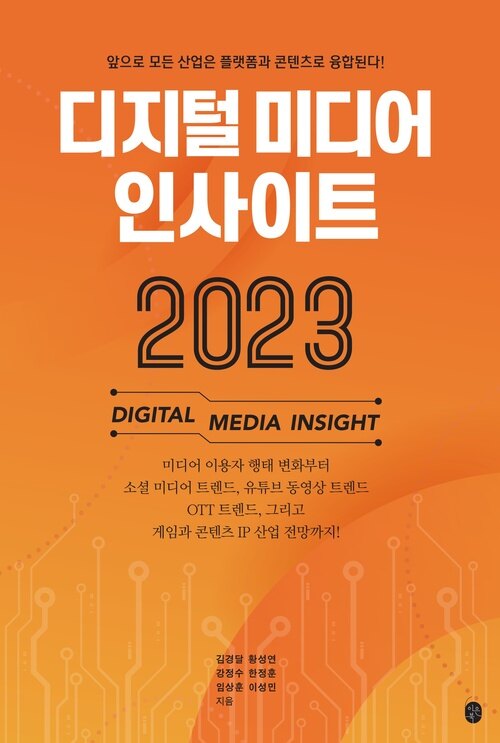 앞으로 모든 산업은 플랫폼과 콘텐츠로 융합된다!
디지털 미디어
인사이트
2023
DIGITAL MEDIA INSIGHT
미디어 이용자 행태 변화부터
소셜 미디어 트렌드, 유튜브 동영상 트렌드
OTT 트렌드, 그리고
게임과 콘텐츠 IP 산업 전망까지!
김경달 황성연
강정수 한정훈
임상훈 이성민
지음
이은북